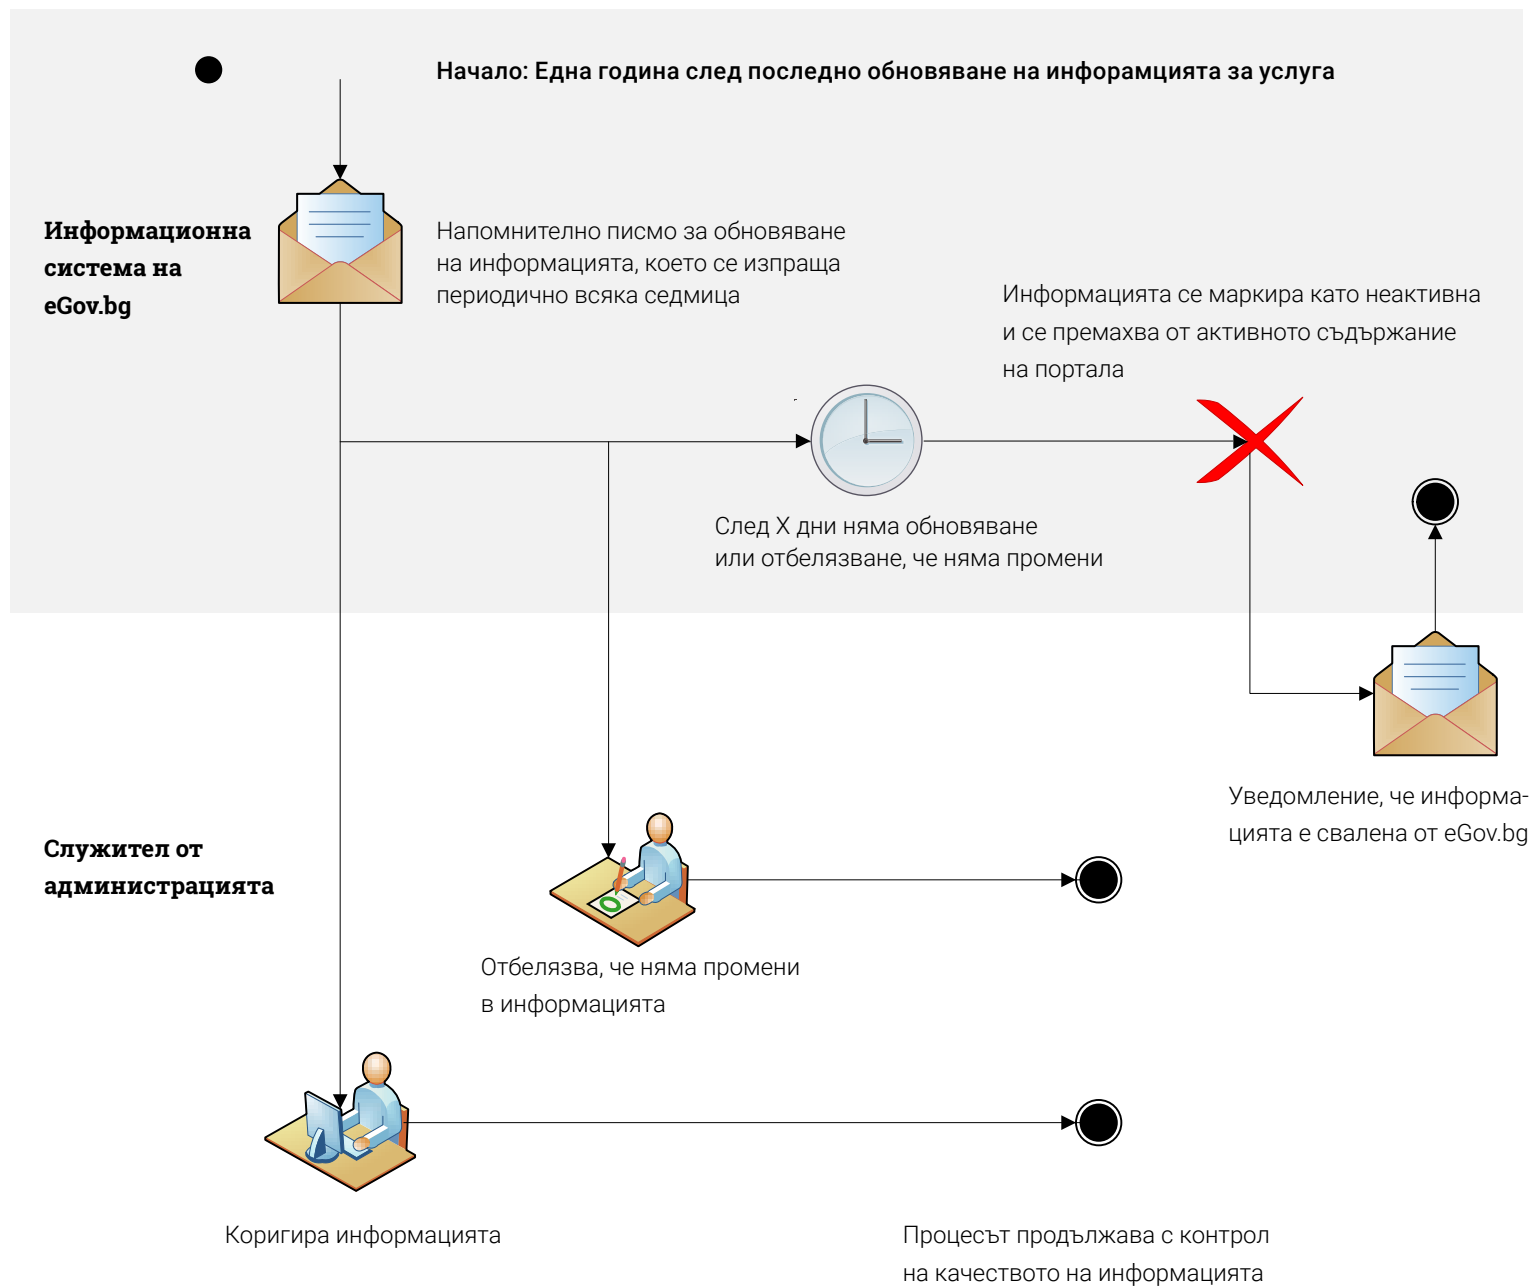 Начало: Една година след последно обновяване на инфорамцията за услуга
Информационна
система на
eGov.bg
Напомнително писмо за обновяване
на информацията, което се изпраща
периодично всяка седмица
Информацията се маркира като неактивна
и се премахва от активното съдържание
на портала
След X дни няма обновяване
или отбелязване, че няма промени
Уведомление, че информа-
цията е свалена от eGov.bg
Служител от
администрацията
Отбелязва, че няма промени
в информацията
Коригира информацията
Процесът продължава с контрол
на качеството на информацията